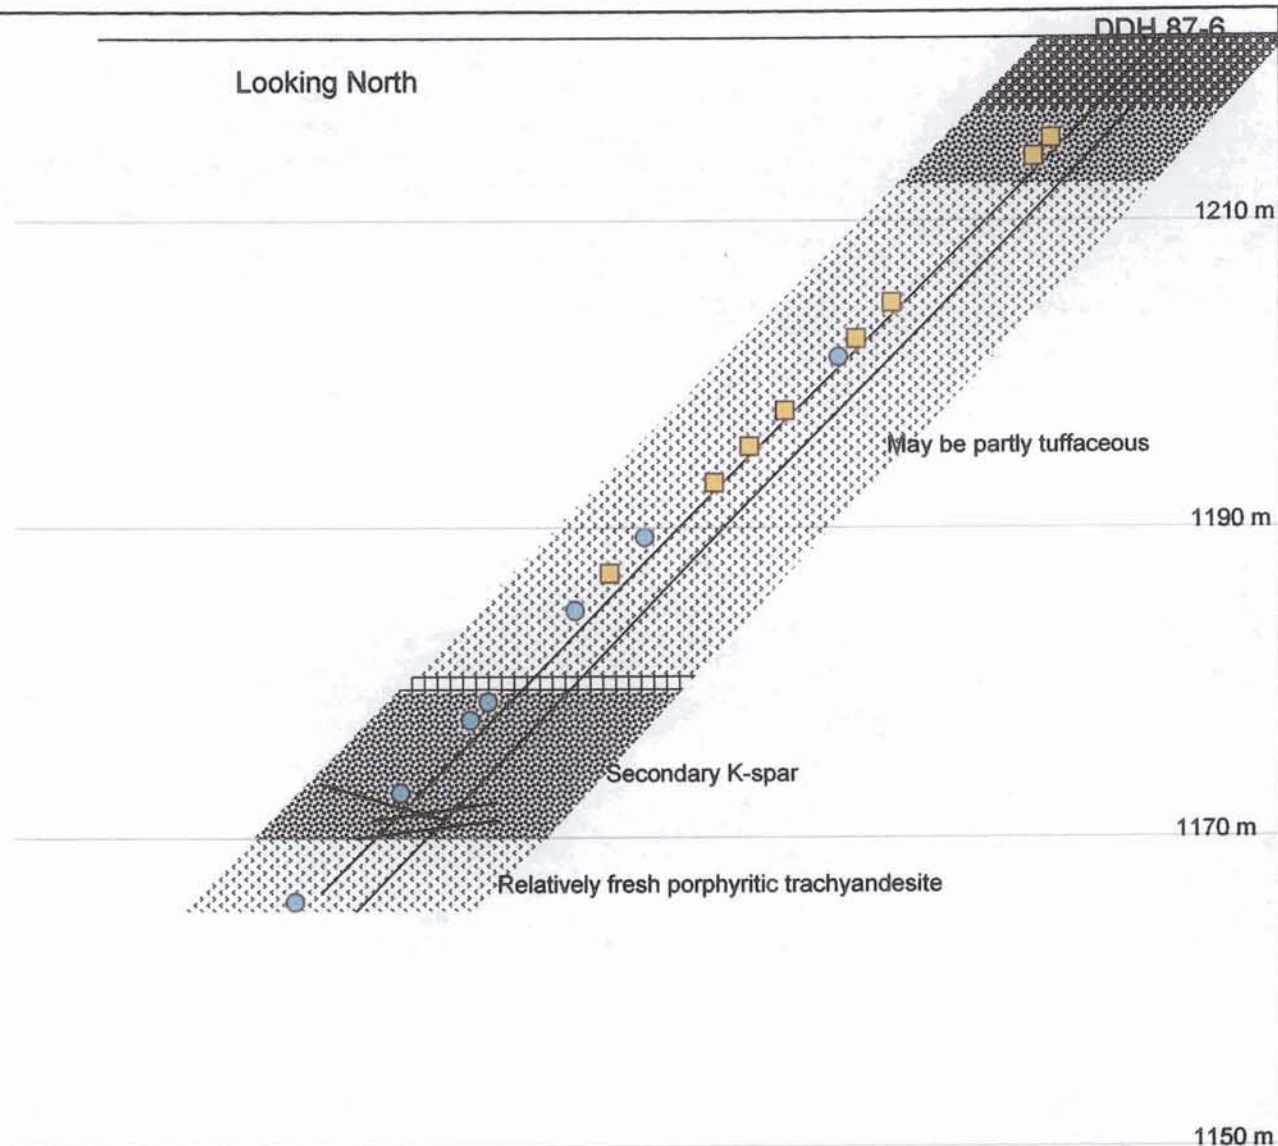 DDH 87-6
Looking North
1210 m
May be partly tuffaceous
1190 m
Secondary K-spar
1170 m
Relatively fresh porphyritic trachyandesite
1150 m